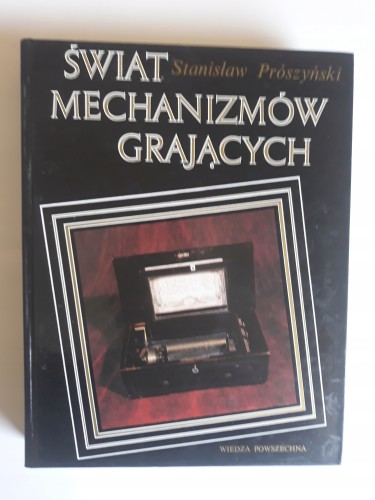 ŚWIAT Stanisław Prószyński
MECHANIZMÓW
GRAJĄCYCH
WIEDZA POWSZECHNA